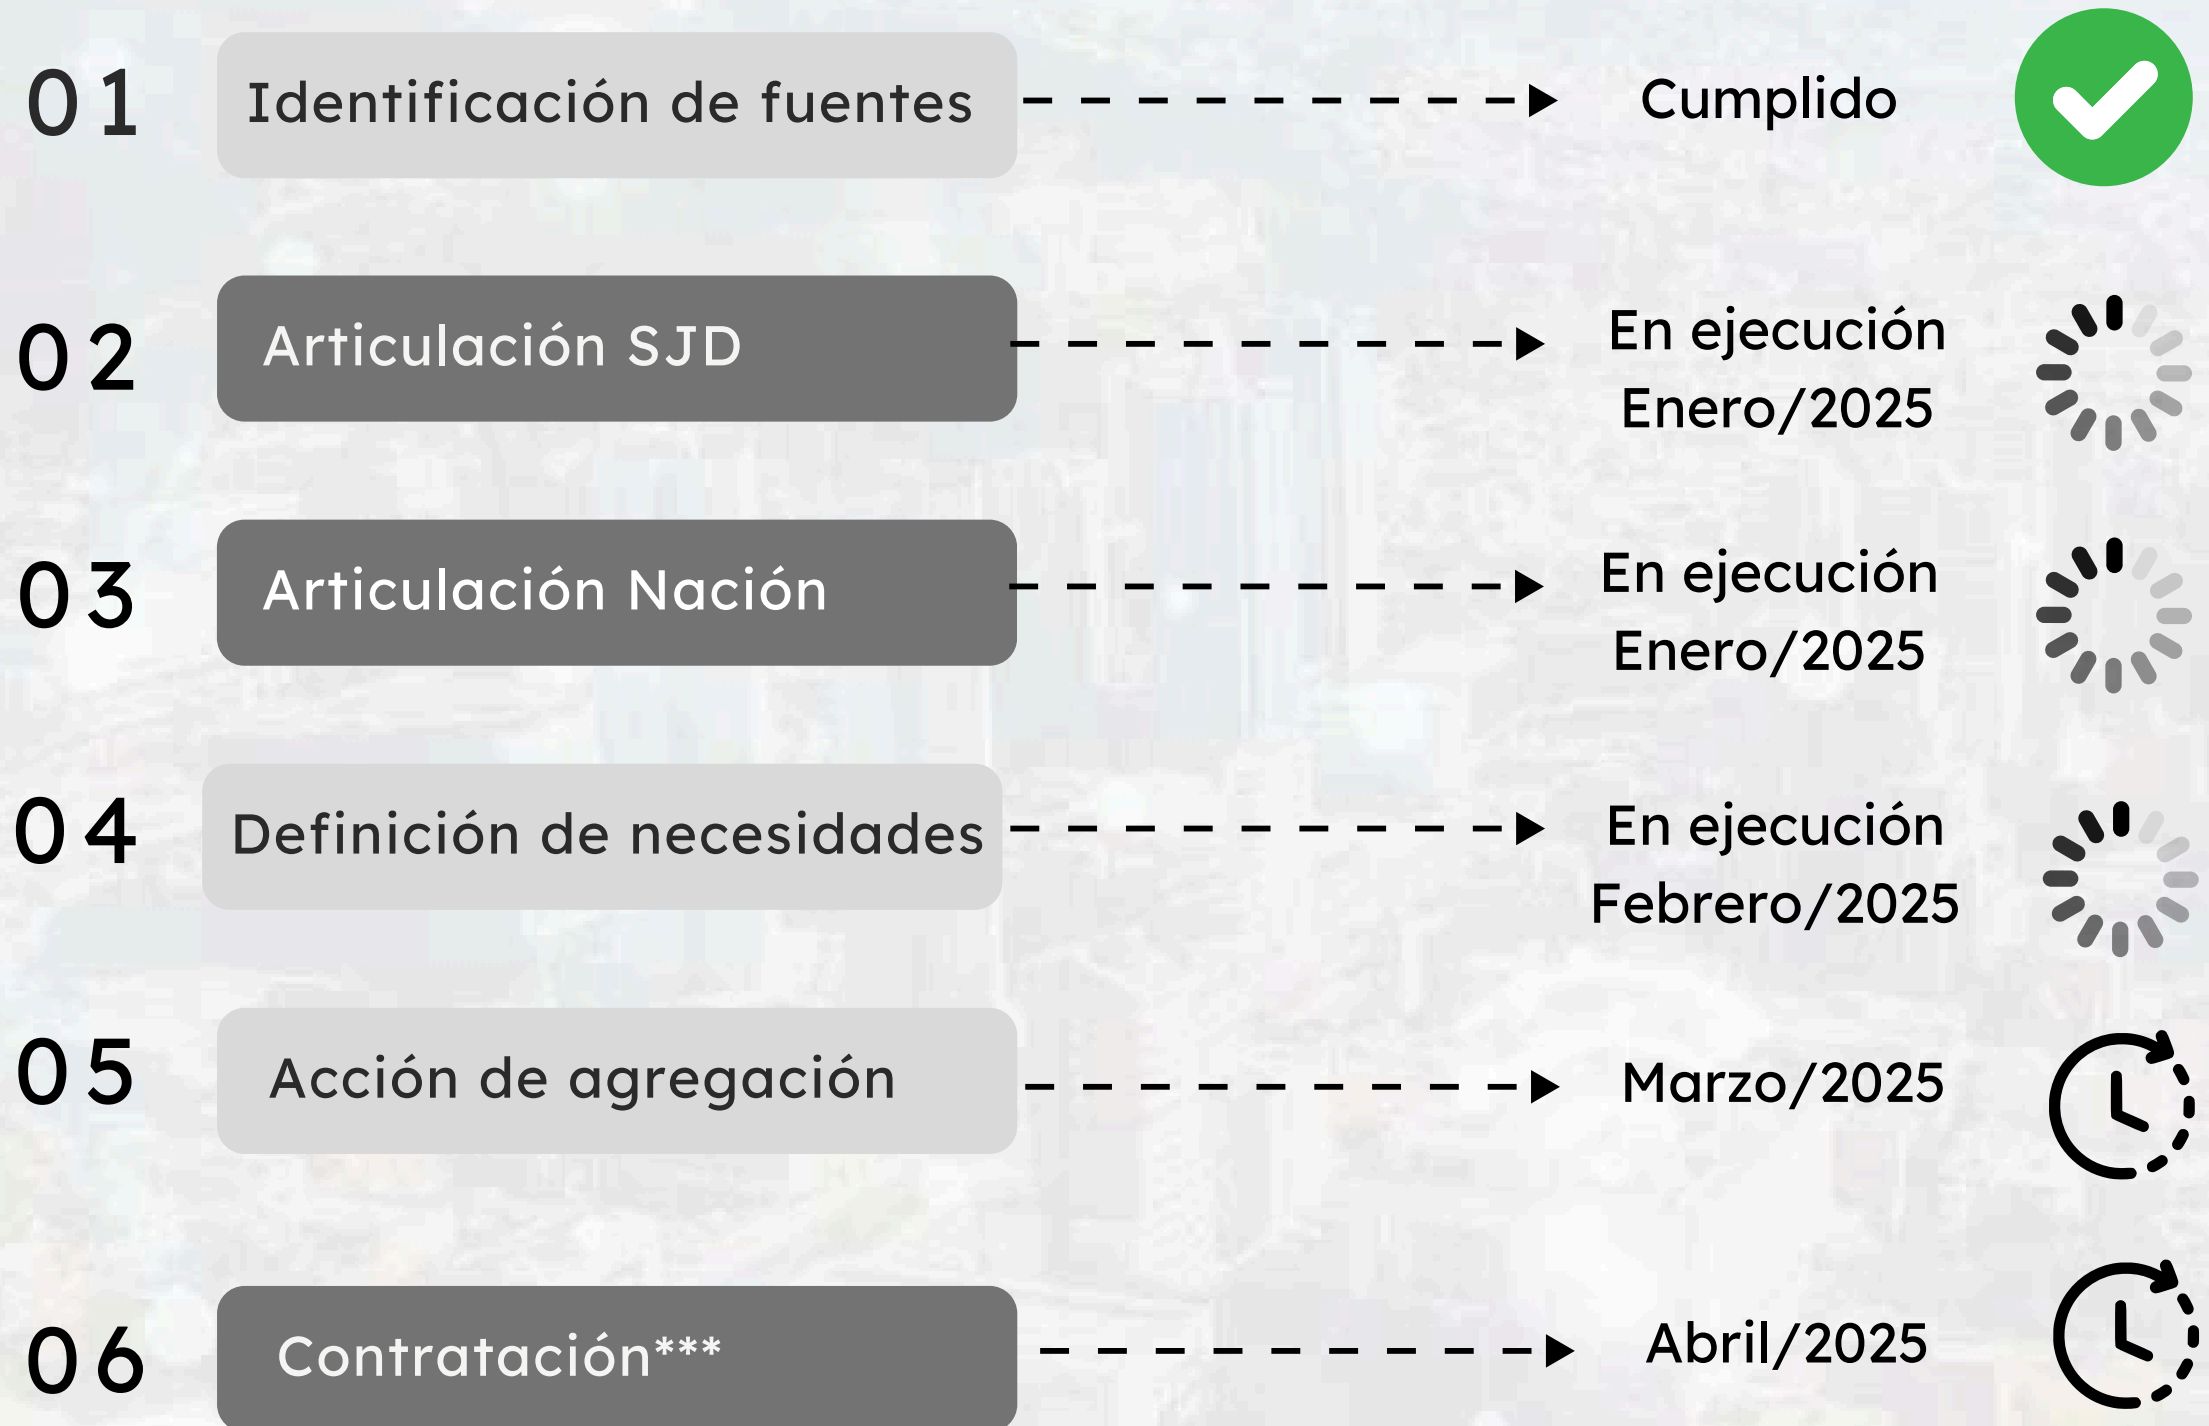 01 Identificación de fuentes Cumplido
02 Articulación SJD En ejecución
Enero/2025
03 Articulación Nación En ejecución
Enero/2025
04 Definición de necesidades En ejecución
Febrero/2025
05 Acción de agregación Marzo/2025
06 Contratación*** Abril/2025